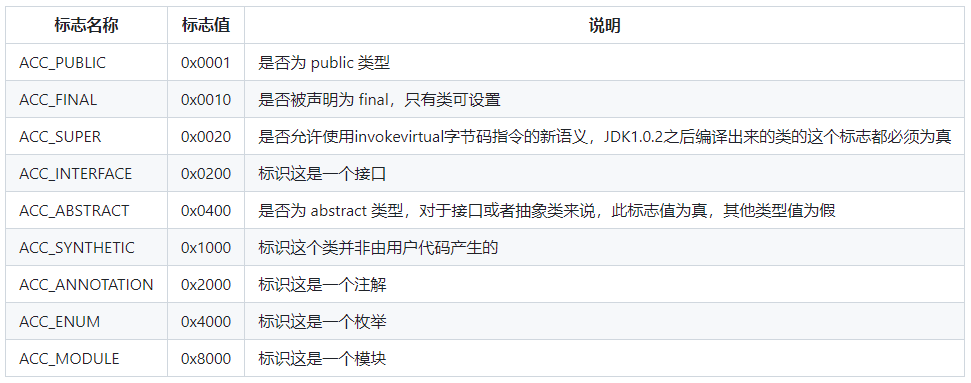 标志名称 标志值 说明
ACC_PUBLIC 0x0001 是否为 public 类型
ACC_FINAL 0x0010 是否被声明为 final，只有类可设置
ACC_SUPER 0x0020 是否允许使用invokevirtual字节码指令的新语义，JDK1.0.2之后编译出来的类的这个标志都必须为真
ACC_INTERFACE 0x0200 标识这是一个接口
ACC_ABSTRACT 0x0400 是否为 abstract 类型，对于接口或者抽象类来说，此标志值为真，其他类型值为假
ACC_SYNTHETIC 0x1000 标识这个类并非由用户代码产生的
ACC_ANNOTATION 0x2000 标识这是一个注解
ACC_ENUM 0x4000 标识这是一个枚举
ACC_MODULE 0x8000 标识这是一个模块